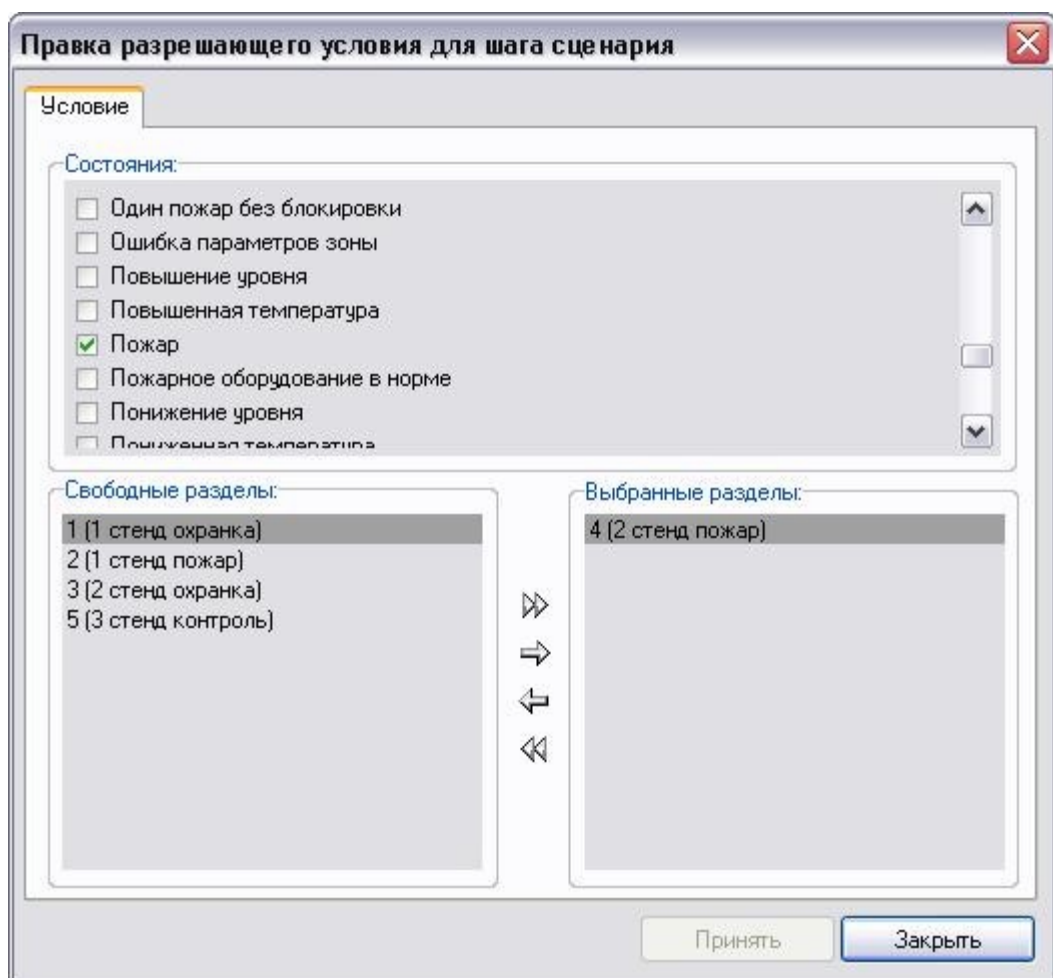 Правка разрешающего условия для шага сценария
Условие
Состояния:
Один пожар без блокировки
Ошибка параметров зоны
Повышение уровня
Повышенная температура
Пожар
Пожарное оборудование в норме
Понижение уровня
Пониженная температура
Свободные разделы:
1 (1 стенд охранка)
2 (1 стенд пожар)
3 (2 стенд охранка)
5 (3 стенд контроль)
Выбранные разделы:
4 (2 стенд пожар)
Принять
Закрыть